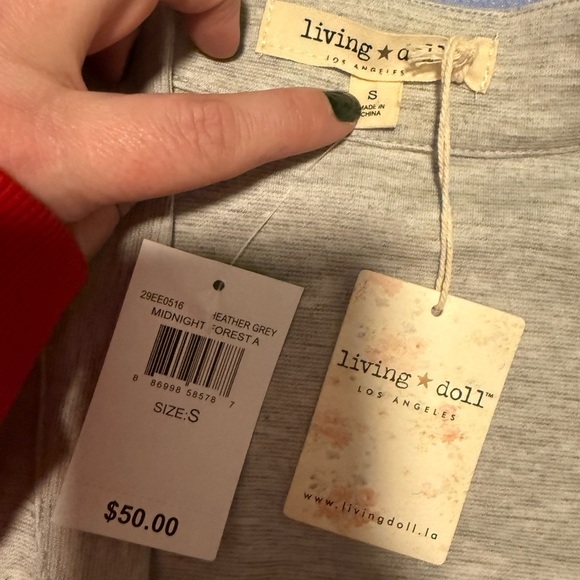 living ★ doll
LOS ANGELES
S
MADE IN
CHINA
29EE0516 HEATHER GREY
MIDNIGHT FOREST A
8 86998 58578 7
SIZE:S
$50.00
living ★ doll™
LOS ANGELES
www.livingdoll.la